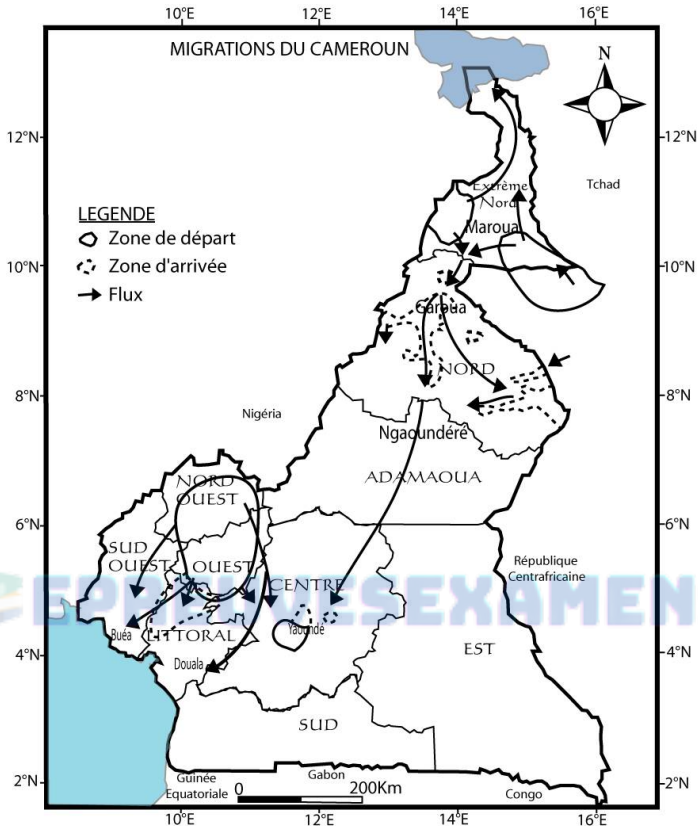 10°E 12°E 14°E 16°E
MIGRATIONS DU CAMEROUN
N
12°N 12°N
Tchad
Extrême
Nord
Maroua
LEGENDE
Zone de départ
Zone d'arrivée
Flux
10°N 10°N
Garoua
NORD
8°N 8°N
Nigéria
Ngaoundéré
ADAMAOUA
NORD
OUEST
6°N 6°N
SUD
OUEST
OUEST
CENTRE
République
Centrafricaine
EPREUVESEXAMEN
Buéa
LITTORAL
Yaoundé
Douala
EST
4°N 4°N
SUD
Guinée
Equatoriale
Gabon
Congo
0 200Km
2°N 2°N
10°E 12°E 14°E 16°E